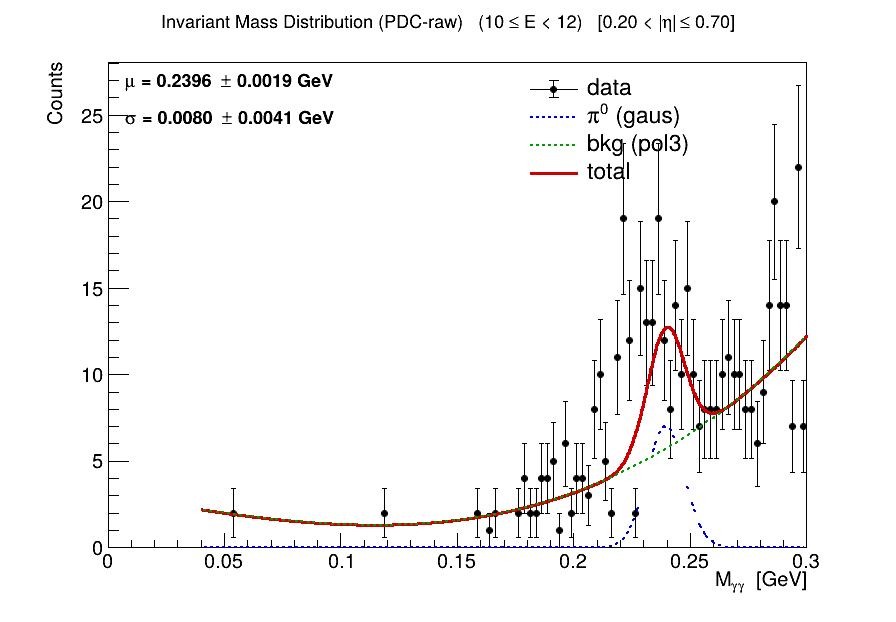 Invariant Mass Distribution (PDC-raw) (10 ≤ E < 12) [0.20 < |η| ≤ 0.70]
Counts
μ = 0.2396 ± 0.0019 GeV
σ = 0.0080 ± 0.0041 GeV
data
π⁰ (gaus)
bkg (pol3)
total
25
20
15
10
5
0
0 0.05 0.1 0.15 0.2 0.25 0.3
Mγγ [GeV]